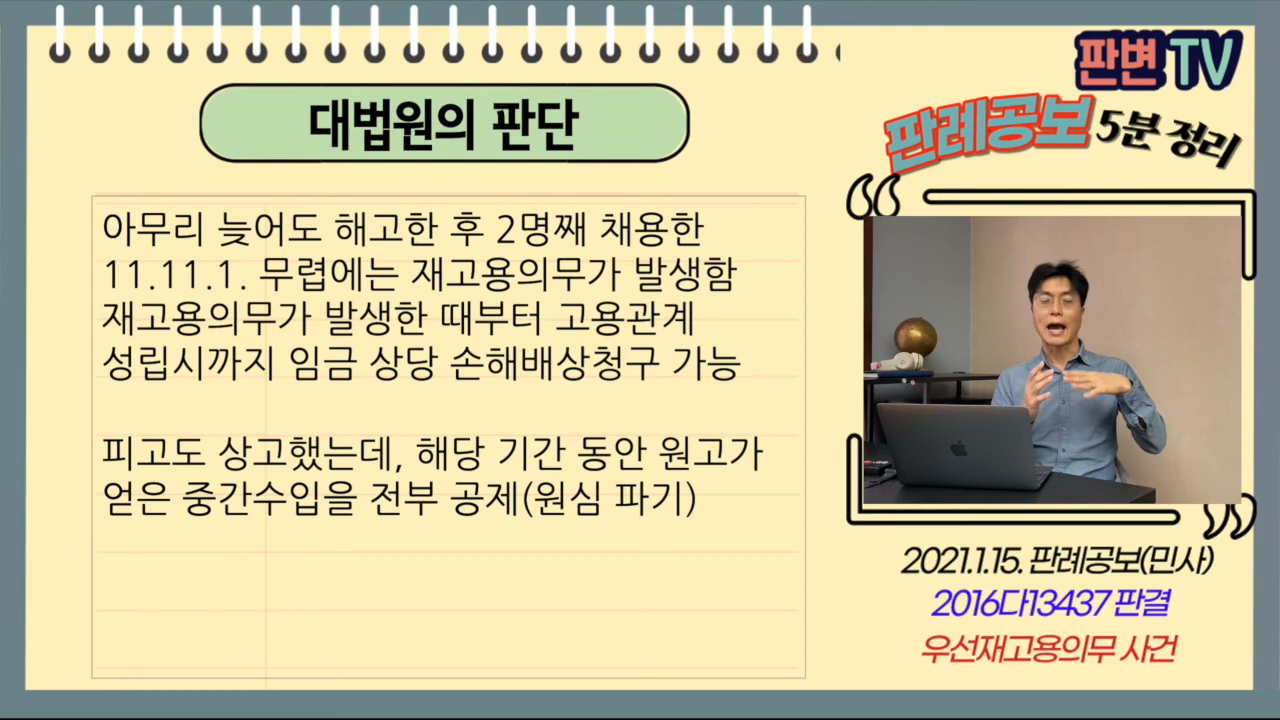 대법원의 판단
아무리 늦어도 해고한 후 2명째 채용한
11.11.1. 무렵에는 재고용의무가 발생함
재고용의무가 발생한 때부터 고용관계
성립시까지 임금 상당 손해배상청구 가능
피고도 상고했는데, 해당 기간 동안 원고가
얻은 중간수입을 전부 공제(원심 파기)
판변TV
판례공보 5분 정리
2021.1.15. 판례공보(민사)
2016다13437 판결
우선재고용의무 사건